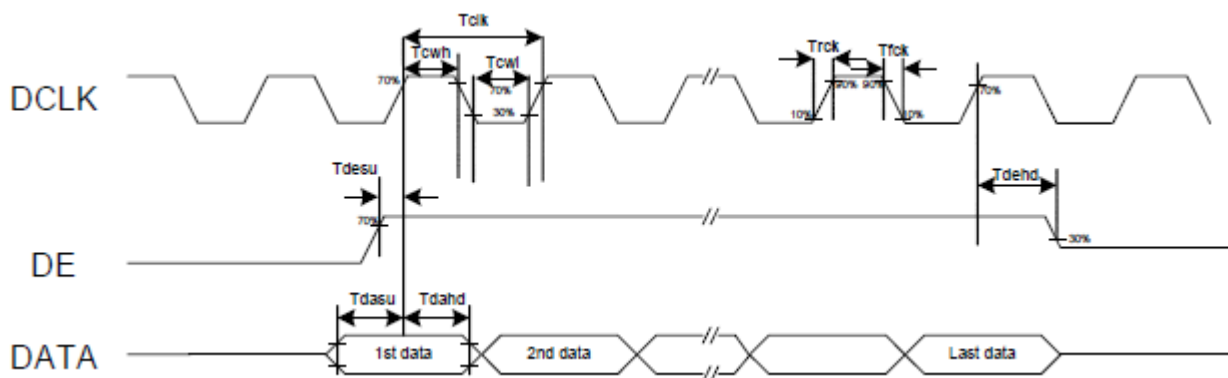 Tclk
Tcwh
Tcwl
Trck
Tfck
DCLK
70%
70%
30%
10%
90%
90%
10%
70%
Tdesu
Tdehd
70%
30%
DE
Tdasu
Tdahd
DATA
1st data
2nd data
Last data